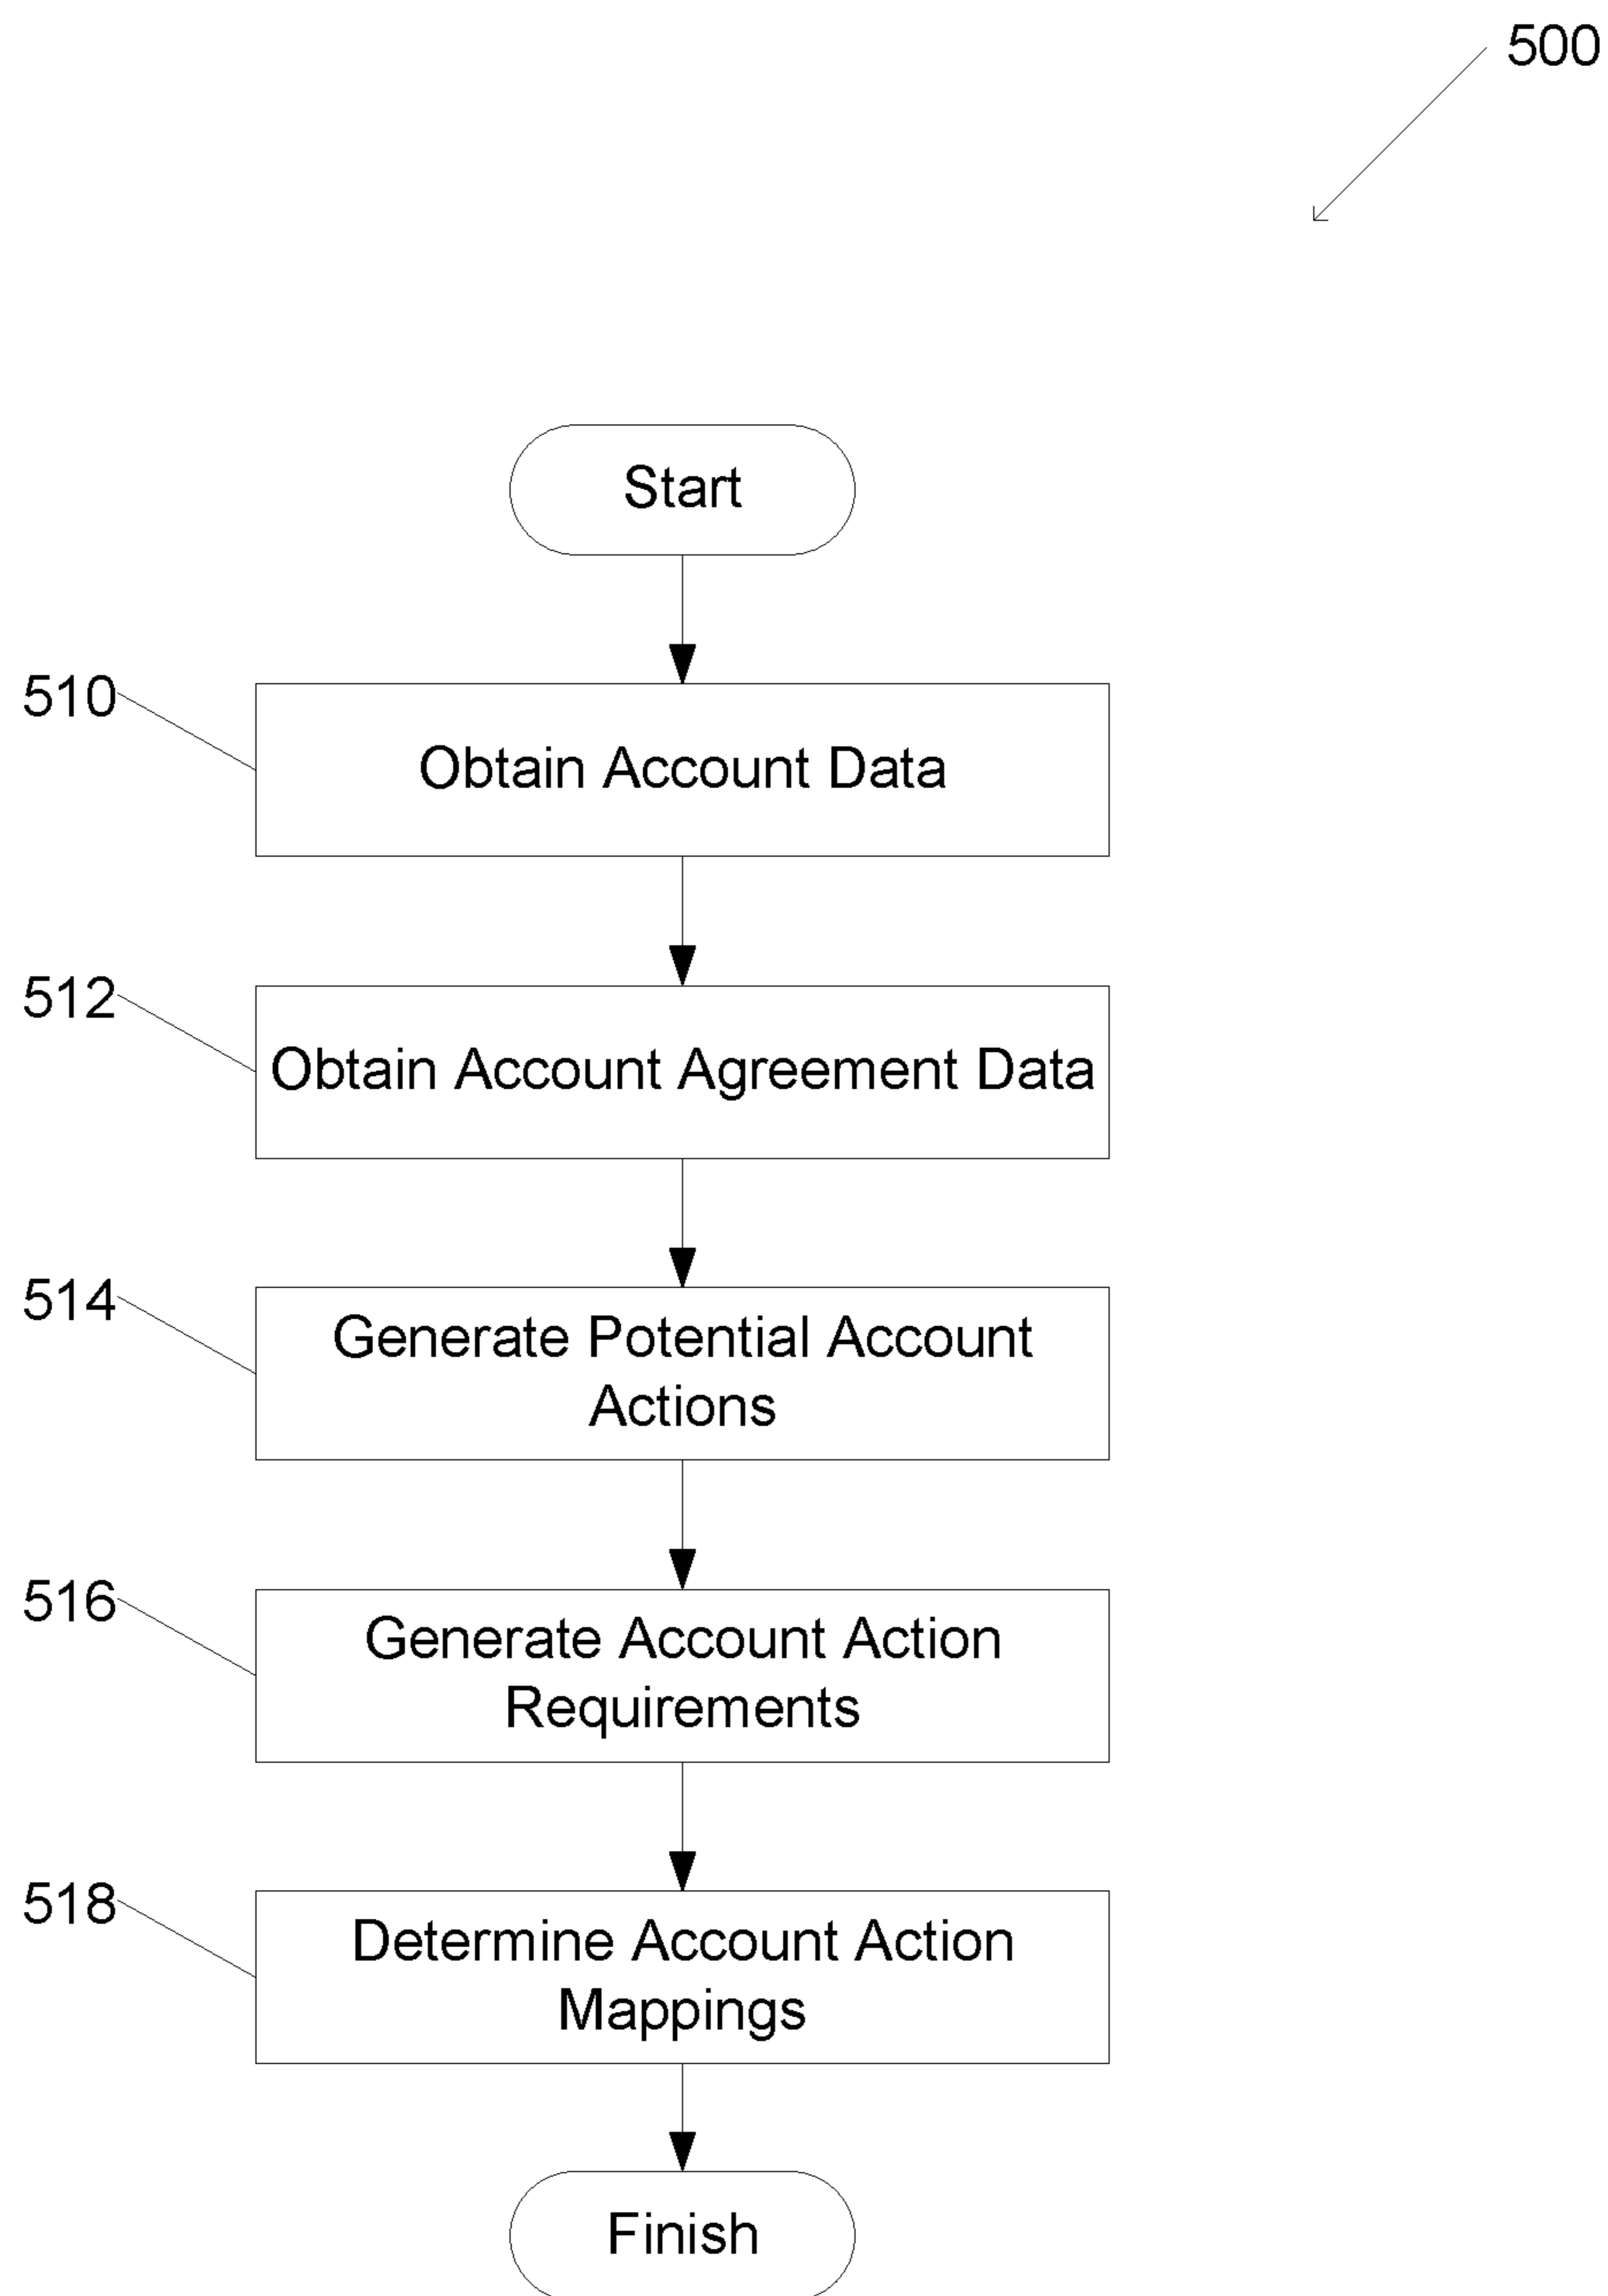 500
Start
510
Obtain Account Data
512
Obtain Account Agreement Data
514
Generate Potential Account
Actions
516
Generate Account Action
Requirements
518
Determine Account Action
Mappings
Finish